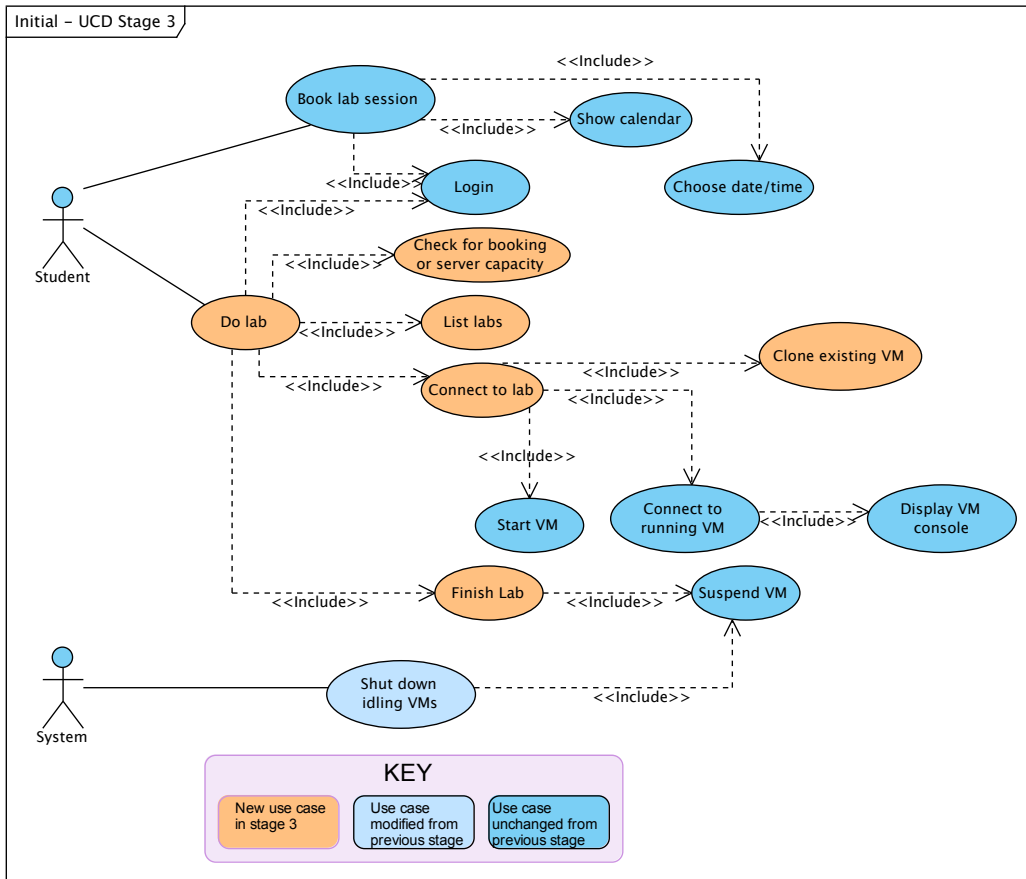 Initial – UCD Stage 3
<<Include>>
Book lab session
Show calendar
<<Include>>
<<Include>>
Login
Choose date/time
<<Include>>
Student
Check for booking
or server capacity
<<Include>>
Do lab
List labs
<<Include>>
Clone existing VM
<<Include>>
Connect to lab
<<Include>>
<<Include>>
<<Include>>
Start VM
Connect to
running VM
<<Include>>
Display VM
console
Finish Lab
<<Include>>
<<Include>>
Suspend VM
System
Shut down
idling VMs
<<Include>>
KEY
New use case
in stage 3
Use case
modified from
previous stage
Use case
unchanged from
previous stage